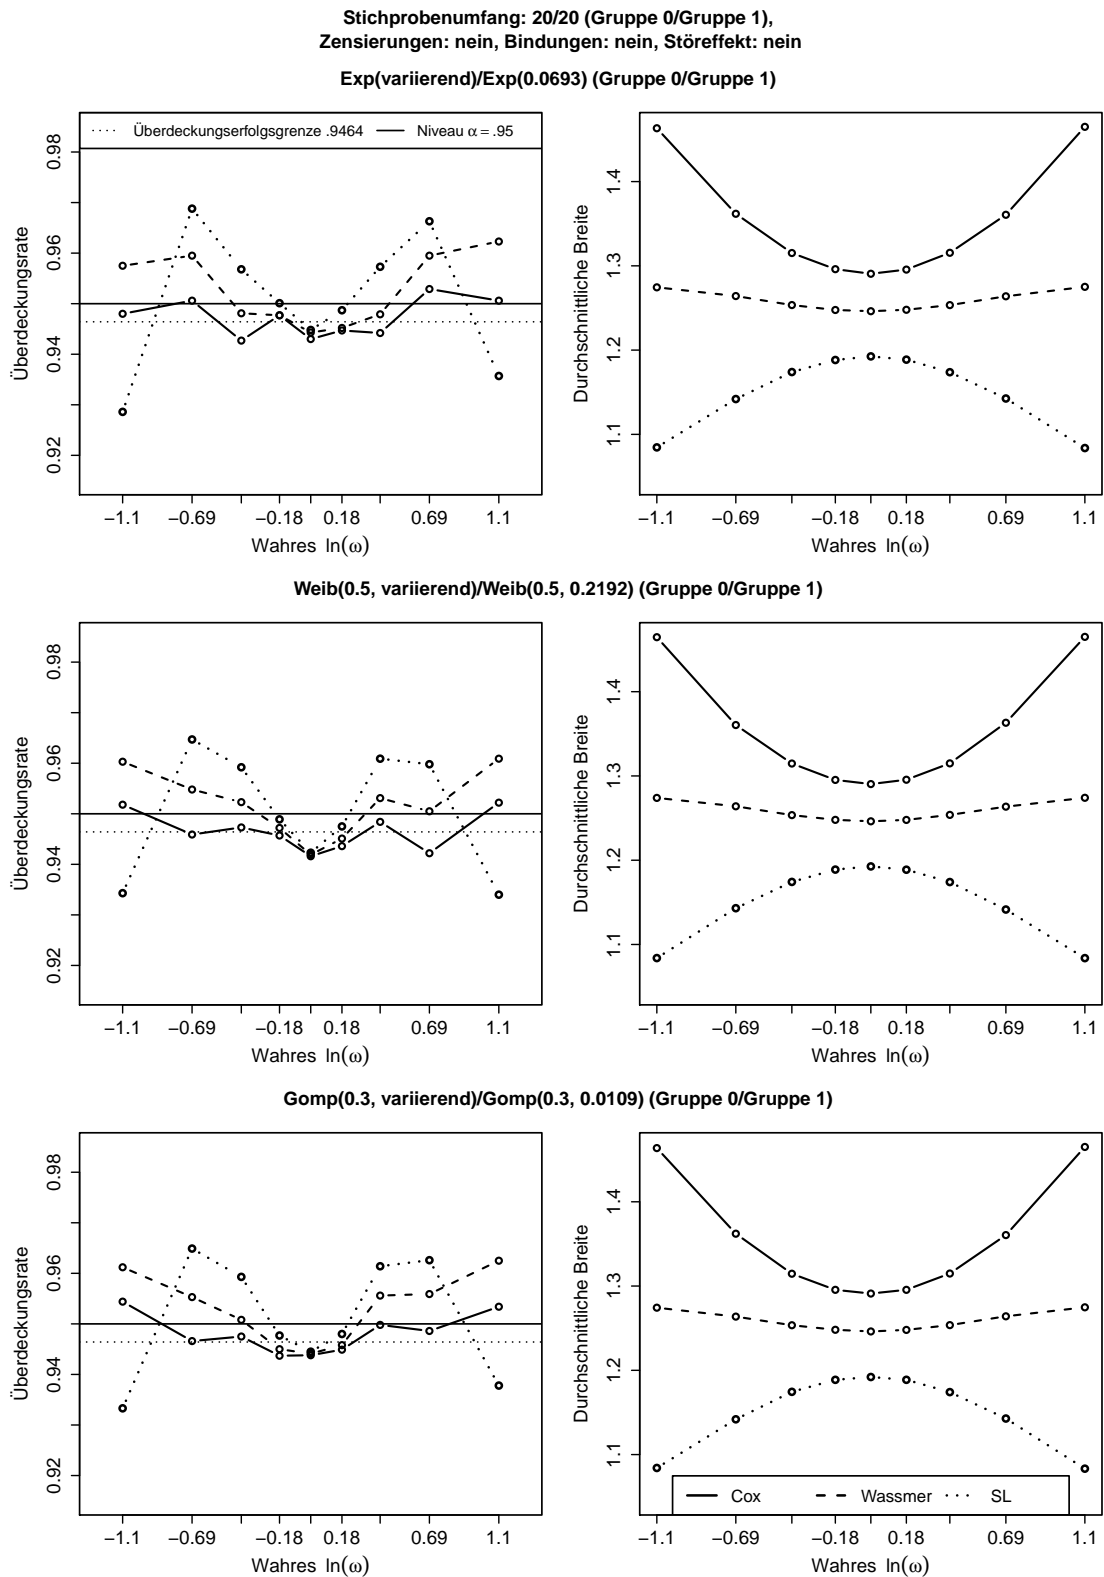 Stichprobenumfang: 20/20 (Gruppe 0/Gruppe 1),
Zensierungen: nein, Bindungen: nein, Störeffekt: nein
Exp(variierend)/Exp(0.0693) (Gruppe 0/Gruppe 1)
Überdeckungserfolgsgrenze .9464 Niveau α = .95
Überdeckungsrate
0.98
0.96
0.94
0.92
−1.1 −0.69 −0.18 0.18 0.69 1.1
Wahres ln(ω)
Durchschnittliche Breite
1.4
1.3
1.2
1.1
−1.1 −0.69 −0.18 0.18 0.69 1.1
Wahres ln(ω)
Weib(0.5, variierend)/Weib(0.5, 0.2192) (Gruppe 0/Gruppe 1)
Überdeckungsrate
0.98
0.96
0.94
0.92
−1.1 −0.69 −0.18 0.18 0.69 1.1
Wahres ln(ω)
Durchschnittliche Breite
1.4
1.3
1.2
1.1
−1.1 −0.69 −0.18 0.18 0.69 1.1
Wahres ln(ω)
Gomp(0.3, variierend)/Gomp(0.3, 0.0109) (Gruppe 0/Gruppe 1)
Überdeckungsrate
0.98
0.96
0.94
0.92
−1.1 −0.69 −0.18 0.18 0.69 1.1
Wahres ln(ω)
Durchschnittliche Breite
1.4
1.3
1.2
1.1
Cox Wassmer SL
−1.1 −0.69 −0.18 0.18 0.69 1.1
Wahres ln(ω)